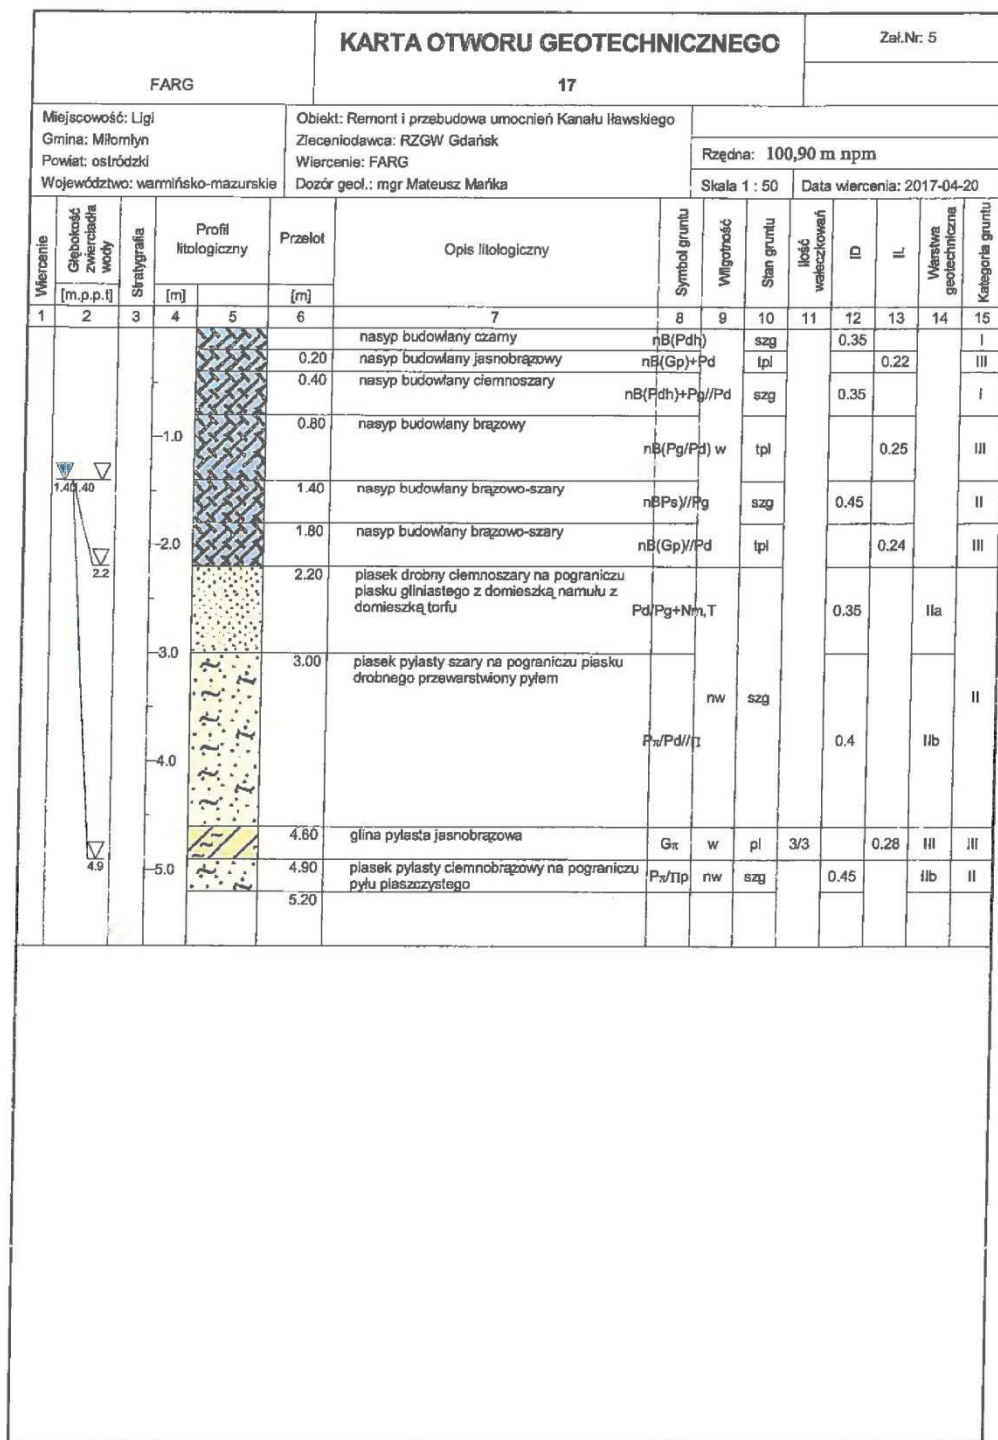 KARTA OTWORU GEOTECHNICZNEGO
Zał.Nr: 5
FARG
17
Miejscowość: Ligi
Gmina: Miłomłyn
Powiat: ostródzki
Województwo: warmińsko-mazurskie
Obiekt: Remont i przebudowa umocnień Kanału Iławskiego
Zleceniodawca: RZGW Gdańsk
Wiercenie: FARG
Dozór geol.: mgr Mateusz Mańka
Rzędna: 100,90 m npm
Skala 1 : 50
Data wiercenia: 2017-04-20
Wiercenie
Głębokość zwierciadła wody
[m.p.p.t]
Stratygrafia
Profil litologiczny
[m]
Przelot
[m]
Opis litologiczny
Symbol gruntu
Wilgotność
Stan gruntu
Ilość wałeczkowań
ID
IL
Warstwa geotechniczna
Kategoria gruntu
1 2 3 4 5 6 7 8 9 10 11 12 13 14 15
nasyp budowlany czarny nB(Pdh) szg 0.35 I
0.20 nasyp budowlany jasnobrązowy nB(Gp)+Pd tpl 0.22 III
0.40 nasyp budowlany ciemnoszary
nB(Pdh)+Pg//Pd szg 0.35 I
0.80 nasyp budowlany brązowy
-1.0
nB(Pg/Pd) w tpl 0.25 III
1.40 1.40
1.40 nasyp budowlany brązowo-szary
nBPs)//Pg szg 0.45 II
1.80 nasyp budowlany brązowo-szary
-2.0
nB(Gp)//Pd tpl 0.24 III
2.2
2.20 piasek drobny ciemnoszary na pograniczu
piasku gliniastego z domieszką namułu z
domieszką torfu
Pd/Pg+Nm,T 0.35 IIa
-3.0
3.00 piasek pylasty szary na pograniczu piasku
drobnego przewarstwiony pyłem
nw szg II
Pπ/Pd//Π 0.4 IIb
-4.0
4.60 glina pylasta jasnobrązowa
Gπ w pl 3/3 0.28 III III
4.9
-5.0
4.90 piasek pylasty ciemnobrązowy na pograniczu
pyłu piaszczystego
Pπ/Πp nw szg 0.45 IIb II
5.20